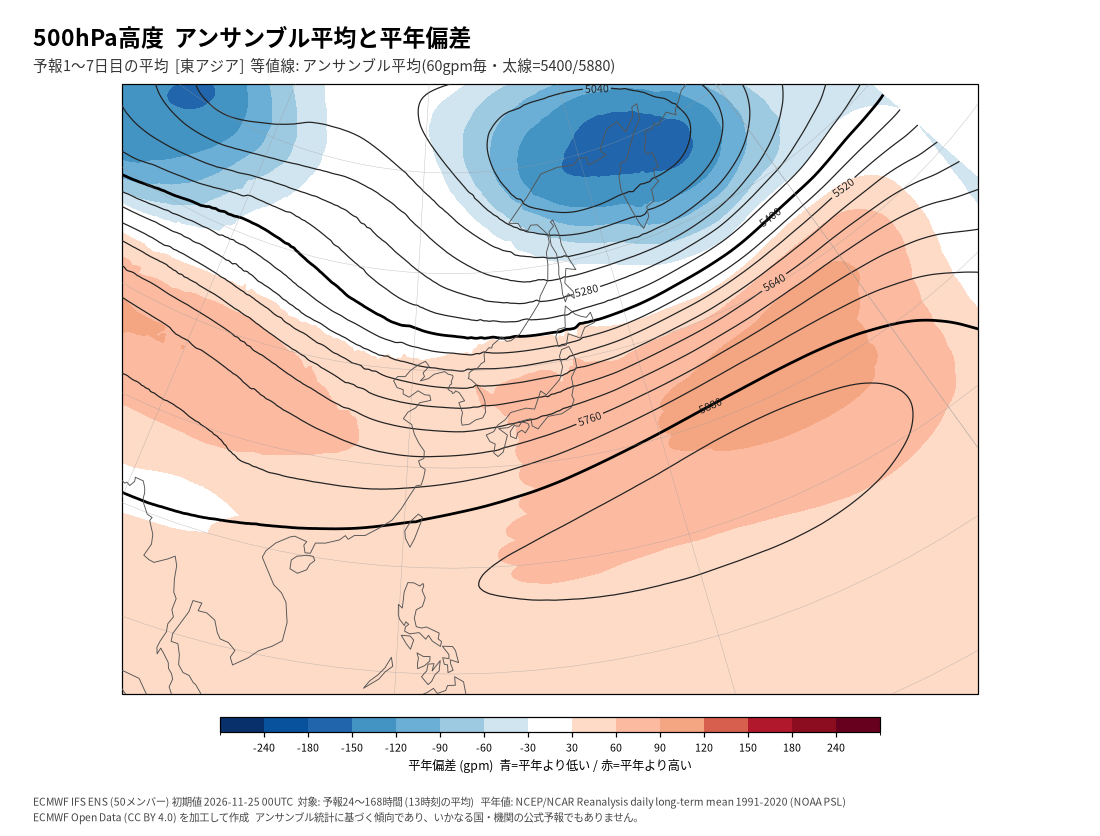 500hPa高度 アンサンブル平均と平年偏差
予報1～7日目の平均 [東アジア] 等値線: アンサンブル平均(60gpm毎・太線=5400/5880)
5040
5520
5400
5640
5280
5880
5760
-240 -180 -150 -120 -90 -60 -30 30 60 90 120 150 180 240
平年偏差 (gpm) 青=平年より低い / 赤=平年より高い
ECMWF IFS ENS (50メンバー) 初期値 2026-11-25 00UTC 対象: 予報24～168時間 (13時刻の平均) 平年値: NCEP/NCAR Reanalysis daily long-term mean 1991-2020 (NOAA PSL)
ECMWF Open Data (CC BY 4.0) を加工して作成 アンサンブル統計に基づく傾向であり、いかなる国・機関の公式予報でもありません。